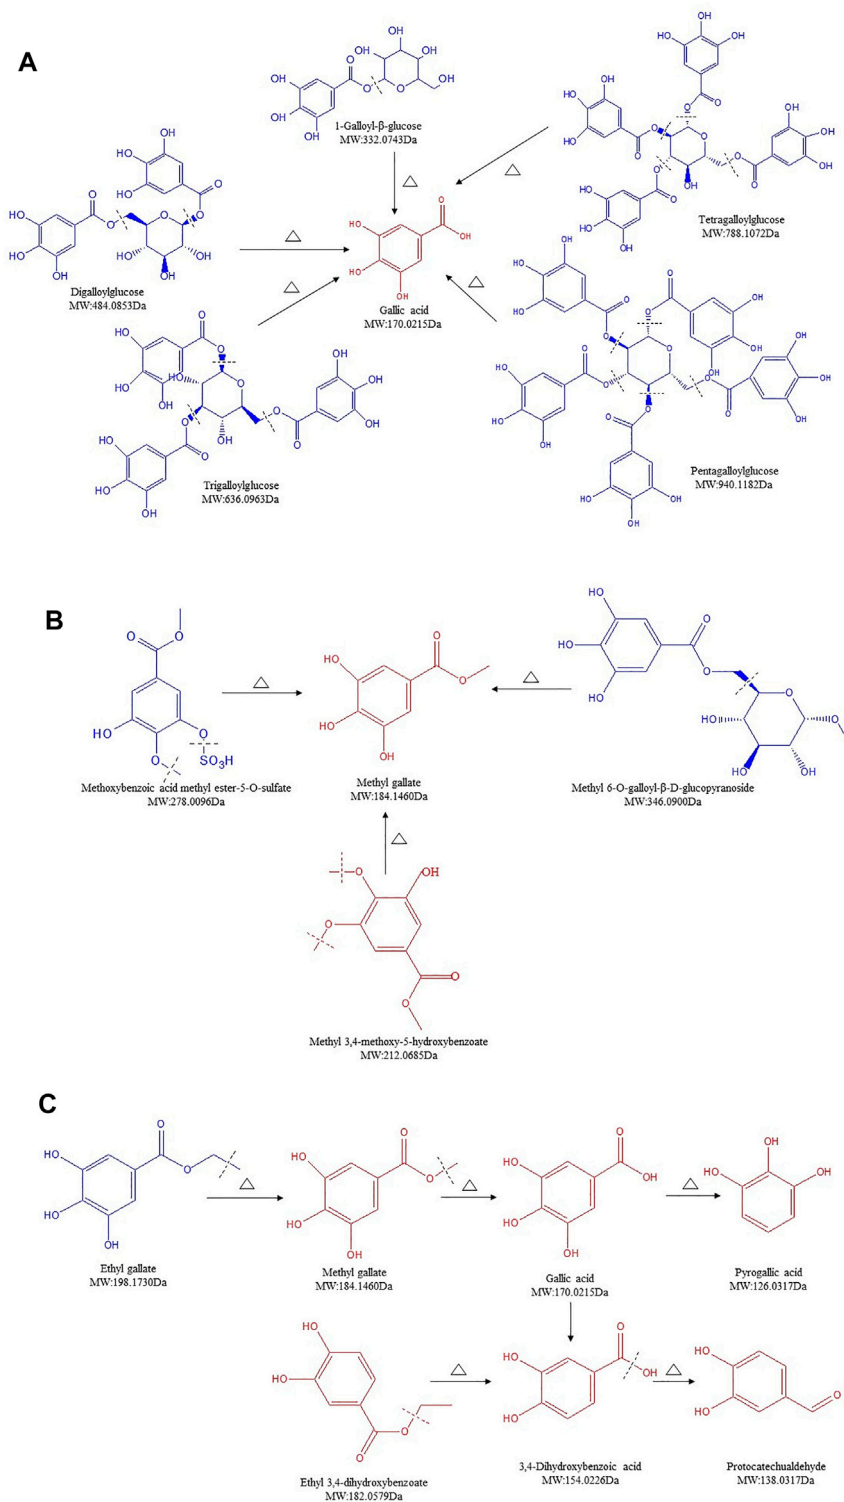 A
1-Galloyl-β-glucose
MW:332.0743Da
Tetragalloylglucose
MW:788.1072Da
Digalloylglucose
MW:484.0853Da
Gallic acid
MW:170.0215Da
Trigalloylglucose
MW:636.0963Da
Pentagalloylglucose
MW:940.1182Da
B
Methoxybenzoic acid methyl ester-5-O-sulfate
MW:278.0096Da
Methyl gallate
MW:184.1460Da
Methyl 6-O-galloyl-β-D-glucopyranoside
MW:346.0900Da
Methyl 3,4-methoxy-5-hydroxybenzoate
MW:212.0685Da
C
Ethyl gallate
MW:198.1730Da
Methyl gallate
MW:184.1460Da
Gallic acid
MW:170.0215Da
Pyrogallic acid
MW:126.0317Da
Ethyl 3,4-dihydroxybenzoate
MW:182.0579Da
3,4-Dihydroxybenzoic acid
MW:154.0226Da
Protocatechualdehyde
MW:138.0317Da